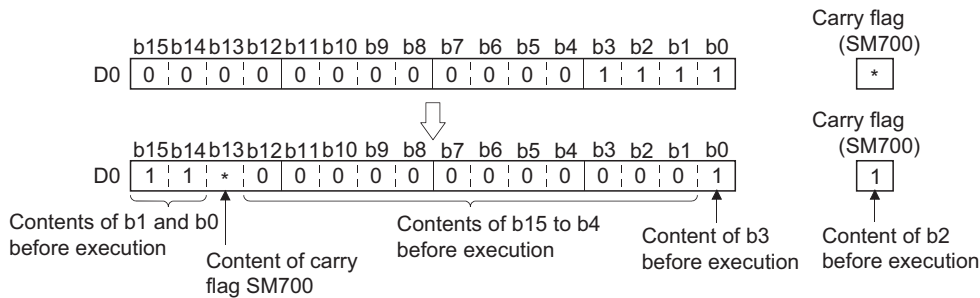 Carry flag
(SM700)
b15 b14 b13 b12 b11 b10 b9 b8 b7 b6 b5 b4 b3 b2 b1 b0
D0 0 0 0 0 0 0 0 0 0 0 0 0 1 1 1 1 *
Carry flag
(SM700)
b15 b14 b13 b12 b11 b10 b9 b8 b7 b6 b5 b4 b3 b2 b1 b0
D0 1 1 * 0 0 0 0 0 0 0 0 0 0 0 0 1 1
Contents of b1 and b0
before execution
Content of carry
flag SM700
Contents of b15 to b4
before execution
Content of b3
before execution
Content of b2
before execution